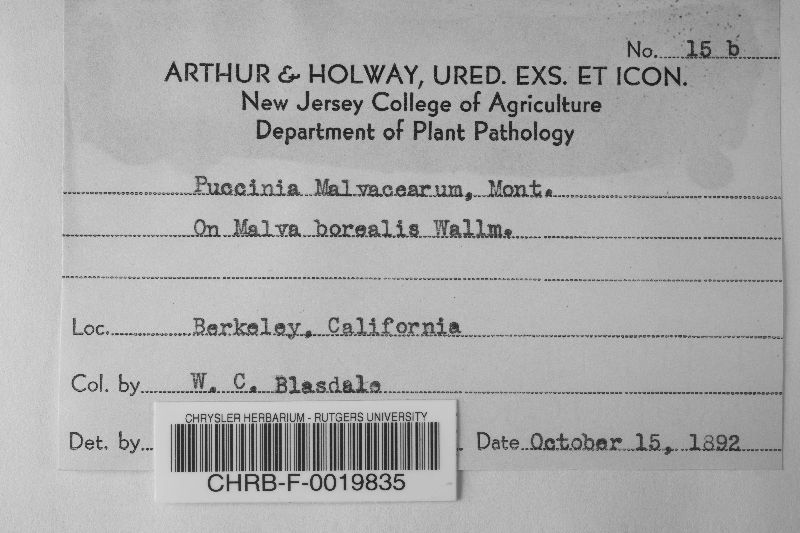 No. 15 b
ARTHUR & HOLWAY, URED. EXS. ET ICON.
New Jersey College of Agriculture
Department of Plant Pathology
Puccinia Malvacearum, Mont.
On Malva borealis Wallm.
Loc. Berkeley, California
Col. by W. C. Blasdale
Det. by Date October 15, 1892
CHRYSLER HERBARIUM - RUTGERS UNIVERSITY
CHRB-F-0019835